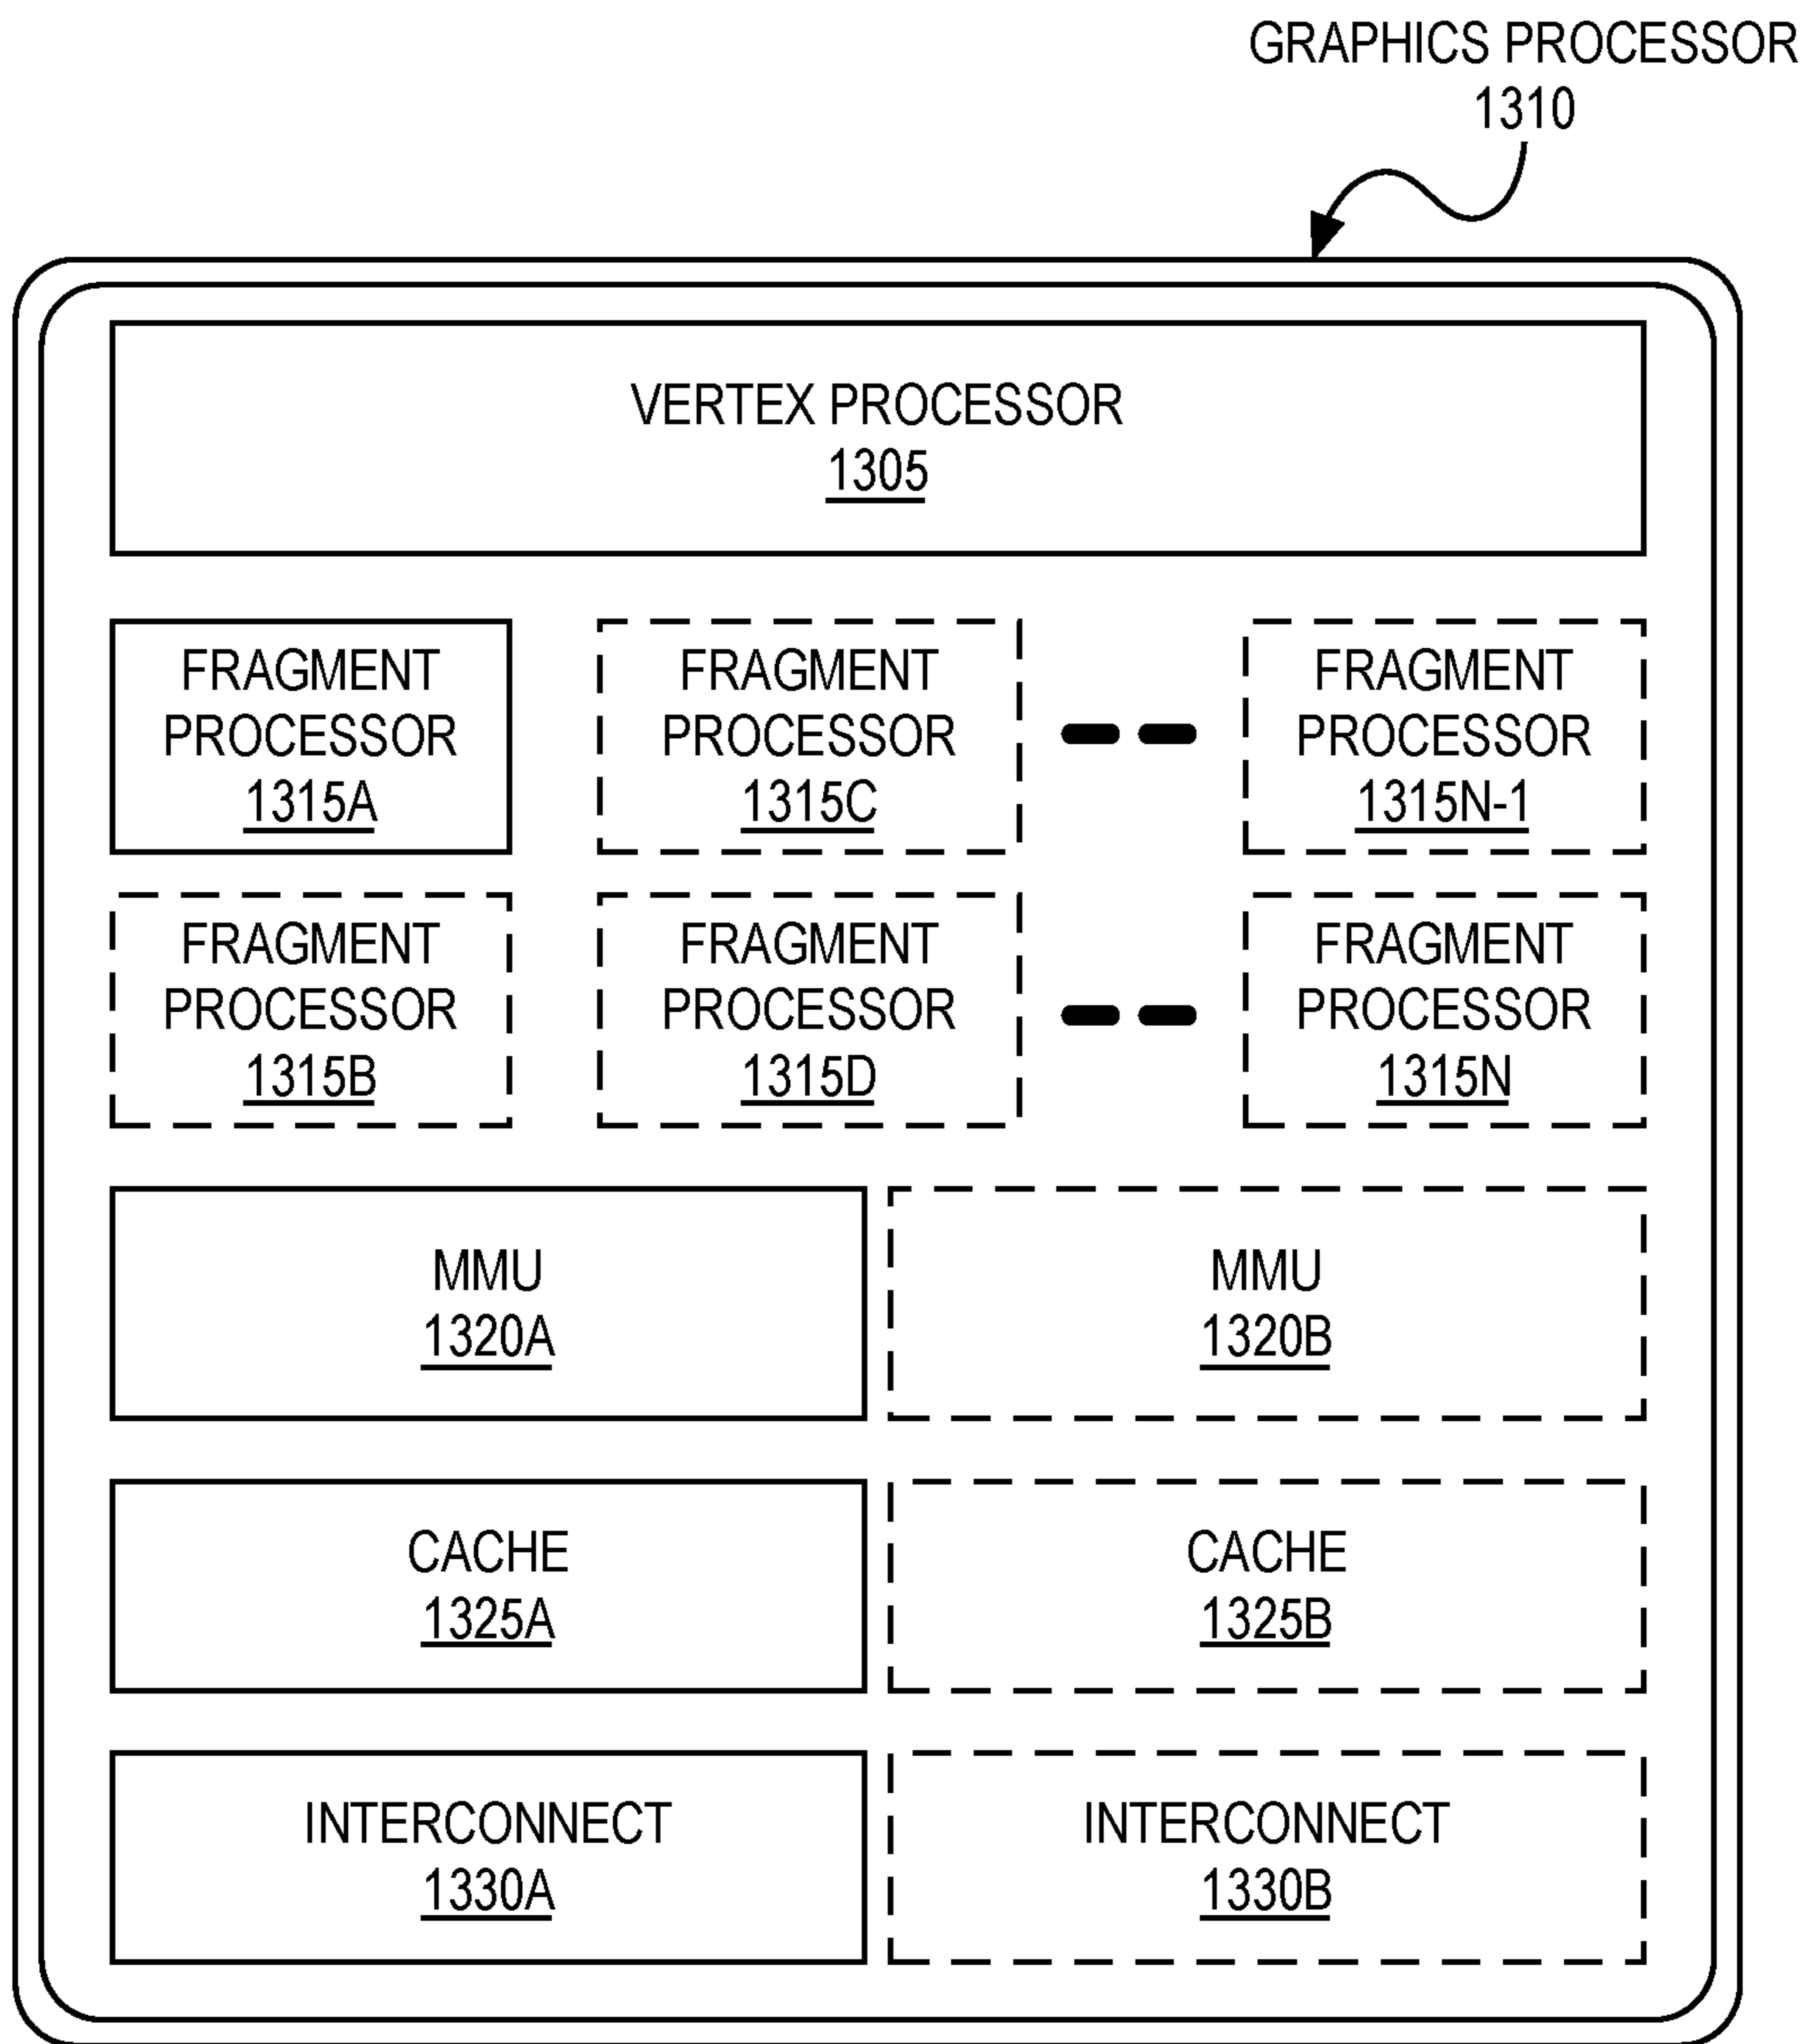 GRAPHICS PROCESSOR
1310
VERTEX PROCESSOR
1305
FRAGMENT
PROCESSOR
1315A
FRAGMENT
PROCESSOR
1315C
FRAGMENT
PROCESSOR
1315N-1
FRAGMENT
PROCESSOR
1315B
FRAGMENT
PROCESSOR
1315D
FRAGMENT
PROCESSOR
1315N
MMU
1320A
MMU
1320B
CACHE
1325A
CACHE
1325B
INTERCONNECT
1330A
INTERCONNECT
1330B